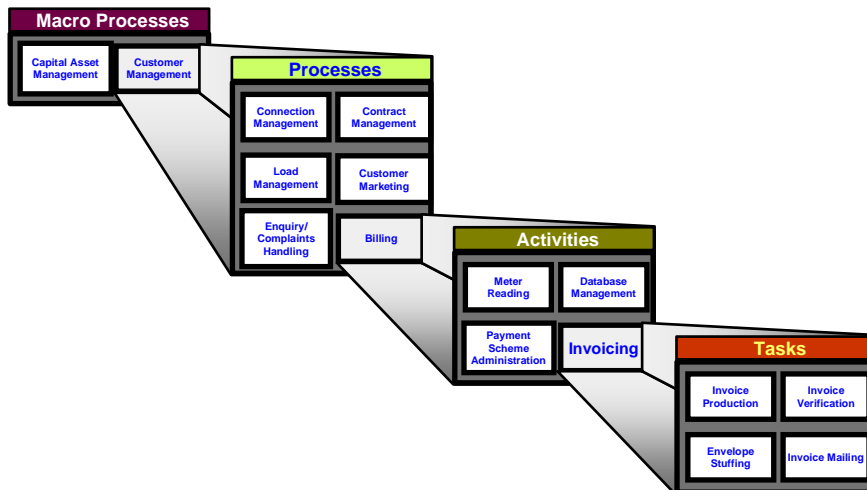 Macro Processes
Capital Asset
Management
Customer
Management
Processes
Connection
Management
Contract
Management
Load
Management
Customer
Marketing
Enquiry/
Complaints
Handling
Billing
Activities
Meter
Reading
Database
Management
Payment
Scheme
Administration
Invoicing
Tasks
Invoice
Production
Invoice
Verification
Envelope
Stuffing
Invoice Mailing